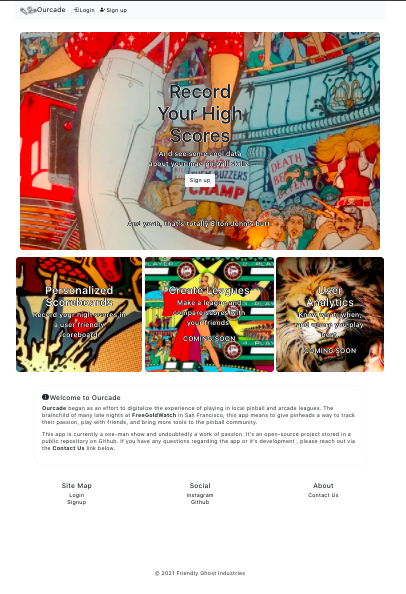 Ourcade Login Sign up
Record
Your High
Scores
And see some cool data
about your mad pinball skills
Sign up
BUZZERS
DEATH
BEFORE
CHAMP
And yeah, that's totally Elton John's butt
PLAYER
PLAY
Personalized
Scoreboards
Record your high scores in
a user friendly
scoreboard
Create Leagues
Make a league and
compare scores with
your friends
COMING SOON
User
Analytics
Know what, when,
and where you play
best
COMING SOON
Welcome to Ourcade
Ourcade began as an effort to digitalize the experience of playing in local pinball and arcade leagues. The
brainchild of many late nights at FreeGoldWatch in San Francisco, this app means to give pinheads a way to track
their passion, play with friends, and bring more tools to the pinball community.
This app is currently a one-man show and undoubtedly a work of passion. It's an open-source project stored in a
public repository on Github. If you have any questions regarding the app or it's development , please reach out via
the Contact Us link below.
Site Map
Login
Signup
Social
Instagram
Github
About
Contact Us
© 2021 Friendly Ghost Industries